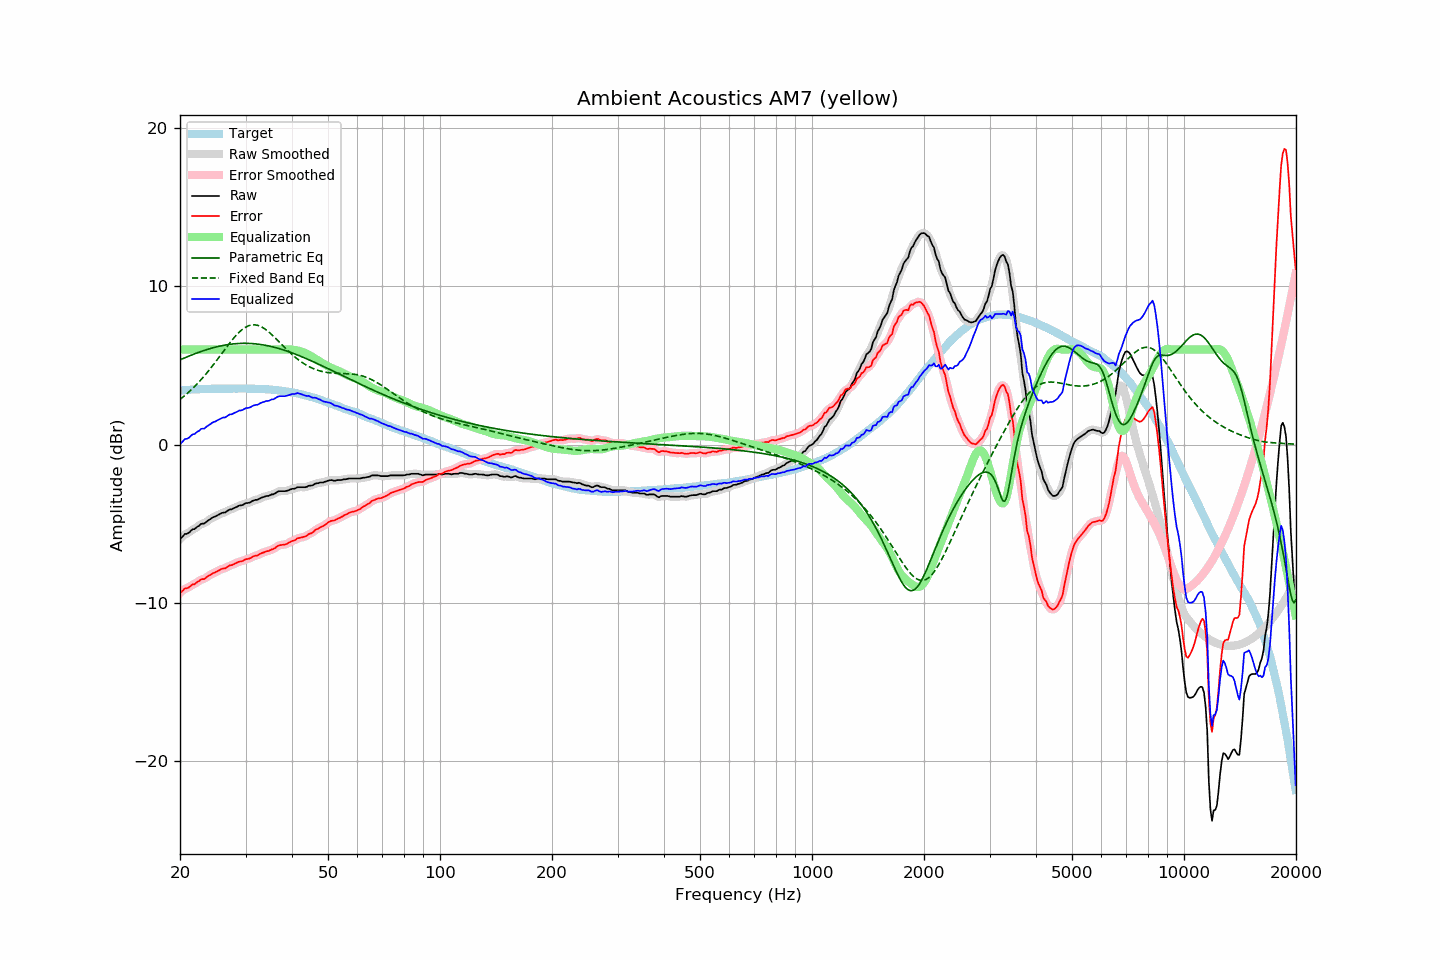 Ambient Acoustics AM7 (yellow)
Target
Raw Smoothed
Error Smoothed
Raw
Error
Equalization
Parametric Eq
Fixed Band Eq
Equalized
Amplitude (dBr)
20
10
0
−10
−20
20 50 100 200 500 1000 2000 5000 10000 20000
Frequency (Hz)